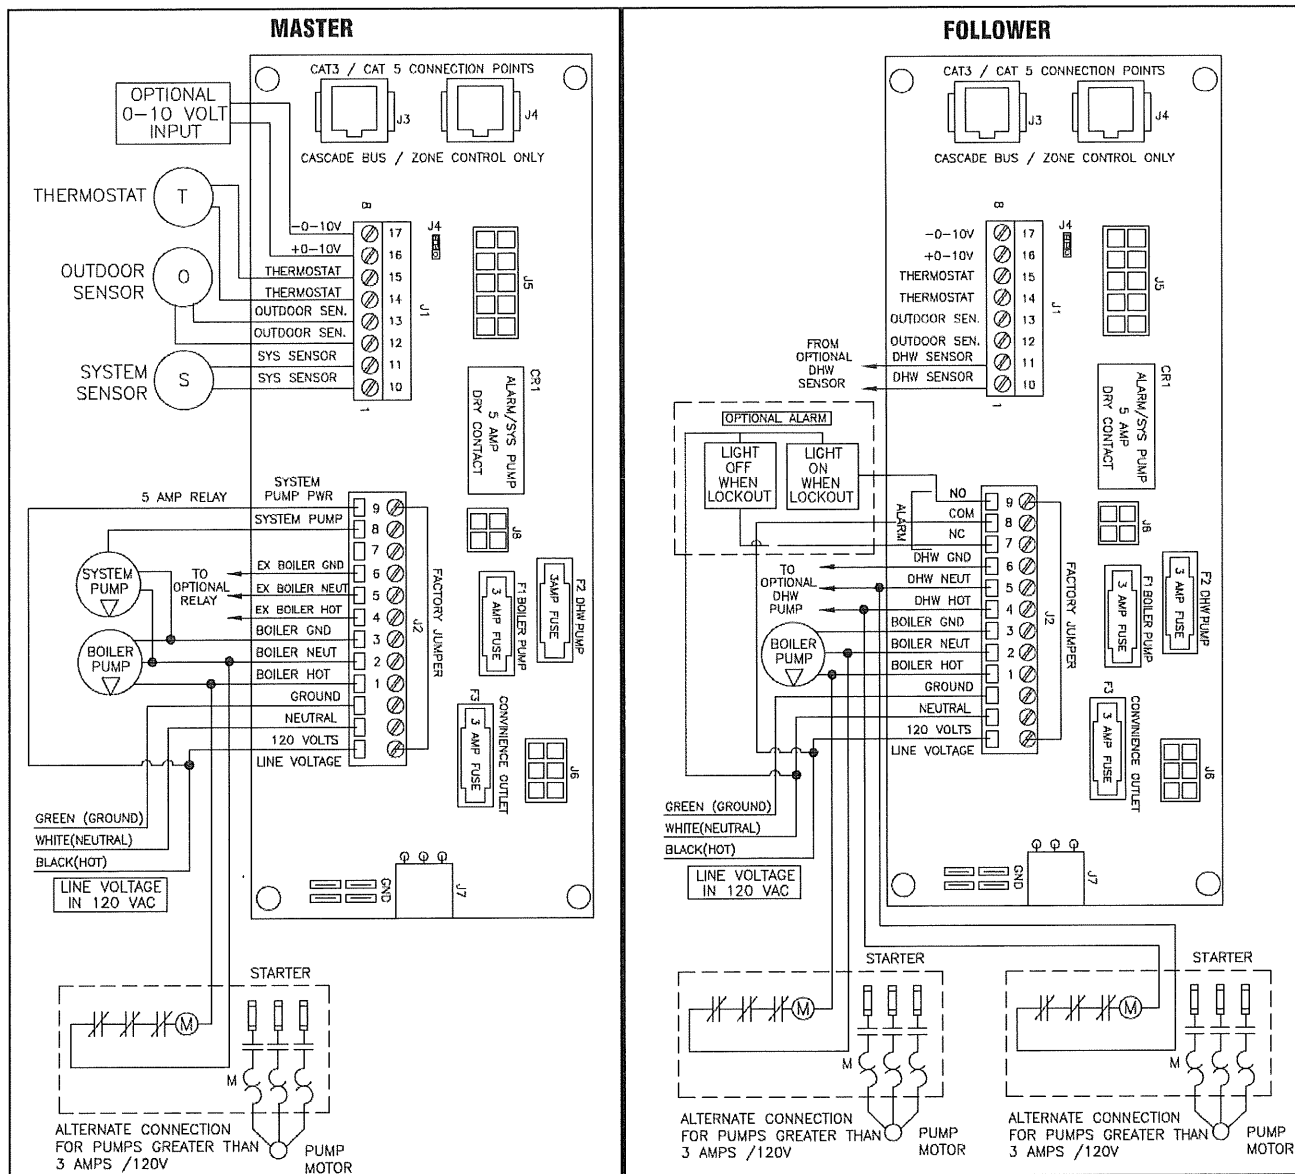 MASTER
CAT3 / CAT 5 CONNECTION POINTS
OPTIONAL
0-10 VOLT
INPUT
J3
J4
CASCADE BUS / ZONE CONTROL ONLY
THERMOSTAT
T
8
-0-10V
17
J4
+0-10V
16
OUTDOOR
SENSOR
O
THERMOSTAT
15
THERMOSTAT
14
J5
J1
OUTDOOR SEN.
13
OUTDOOR SEN.
12
SYSTEM
SENSOR
S
SYS SENSOR
11
SYS SENSOR
10
1
CR1
ALARM/SYS PUMP
5 AMP
DRY CONTACT
5 AMP RELAY
SYSTEM
PUMP PWR
9
SYSTEM PUMP
8
7
J8
SYSTEM
PUMP
TO
OPTIONAL
RELAY
EX BOILER GND
6
EX BOILER NEUT
5
EX BOILER HOT
4
BOILER
PUMP
BOILER GND
3
BOILER NEUT
2
BOILER HOT
1
J2
FACTORY JUMPER
F1 BOILER PUMP
3 AMP FUSE
F2 DHW PUMP
3AMP FUSE
GROUND
NEUTRAL
120 VOLTS
LINE VOLTAGE
F3
3 AMP FUSE
CONVINIENCE OUTLET
J6
GREEN (GROUND)
WHITE(NEUTRAL)
BLACK(HOT)
LINE VOLTAGE
IN 120 VAC
GND
J7
STARTER
M
M
ALTERNATE CONNECTION
FOR PUMPS GREATER THAN
3 AMPS /120V
PUMP
MOTOR
FOLLOWER
CAT3 / CAT 5 CONNECTION POINTS
J3
J4
CASCADE BUS / ZONE CONTROL ONLY
8
-0-10V
17
J4
+0-10V
16
THERMOSTAT
15
THERMOSTAT
14
J5
J1
OUTDOOR SEN.
13
OUTDOOR SEN.
12
FROM
OPTIONAL
DHW
SENSOR
DHW SENSOR
11
DHW SENSOR
10
1
CR1
ALARM/SYS PUMP
5 AMP
DRY CONTACT
OPTIONAL ALARM
LIGHT
OFF
WHEN
LOCKOUT
LIGHT
ON
WHEN
LOCKOUT
ALARM
NO
9
COM
8
NC
7
J8
TO
OPTIONAL
DHW
PUMP
DHW GND
6
DHW NEUT
5
DHW HOT
4
BOILER
PUMP
BOILER GND
3
BOILER NEUT
2
BOILER HOT
1
J2
FACTORY JUMPER
F1 BOILER PUMP
3 AMP FUSE
F2 DHW PUMP
3 AMP FUSE
GROUND
NEUTRAL
120 VOLTS
LINE VOLTAGE
F3
3 AMP FUSE
CONVINIENCE OUTLET
J6
GREEN (GROUND)
WHITE(NEUTRAL)
BLACK(HOT)
LINE VOLTAGE
IN 120 VAC
GND
J7
STARTER
M
M
ALTERNATE CONNECTION
FOR PUMPS GREATER THAN
3 AMPS /120V
PUMP
MOTOR
STARTER
M
M
ALTERNATE CONNECTION
FOR PUMPS GREATER THAN
3 AMPS /120V
PUMP
MOTOR